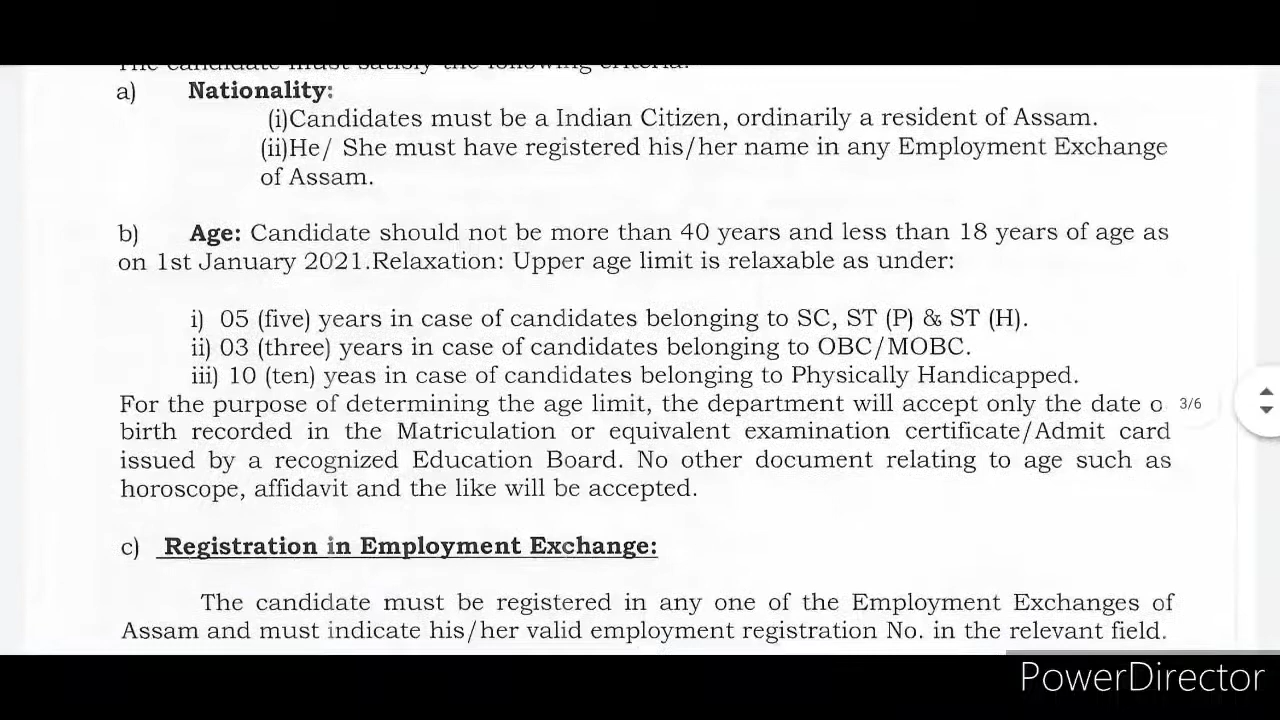 The candidate must satisfy the following criteria:
a) Nationality:
(i)Candidates must be a Indian Citizen, ordinarily a resident of Assam.
(ii)He/ She must have registered his/her name in any Employment Exchange
of Assam.
b) Age: Candidate should not be more than 40 years and less than 18 years of age as
on 1st January 2021.Relaxation: Upper age limit is relaxable as under:
i) 05 (five) years in case of candidates belonging to SC, ST (P) & ST (H).
ii) 03 (three) years in case of candidates belonging to OBC/MOBC.
iii) 10 (ten) yeas in case of candidates belonging to Physically Handicapped.
For the purpose of determining the age limit, the department will accept only the date o 3/6
birth recorded in the Matriculation or equivalent examination certificate/Admit card
issued by a recognized Education Board. No other document relating to age such as
horoscope, affidavit and the like will be accepted.
c) Registration in Employment Exchange:
The candidate must be registered in any one of the Employment Exchanges of
Assam and must indicate his/her valid employment registration No. in the relevant field.
PowerDirector